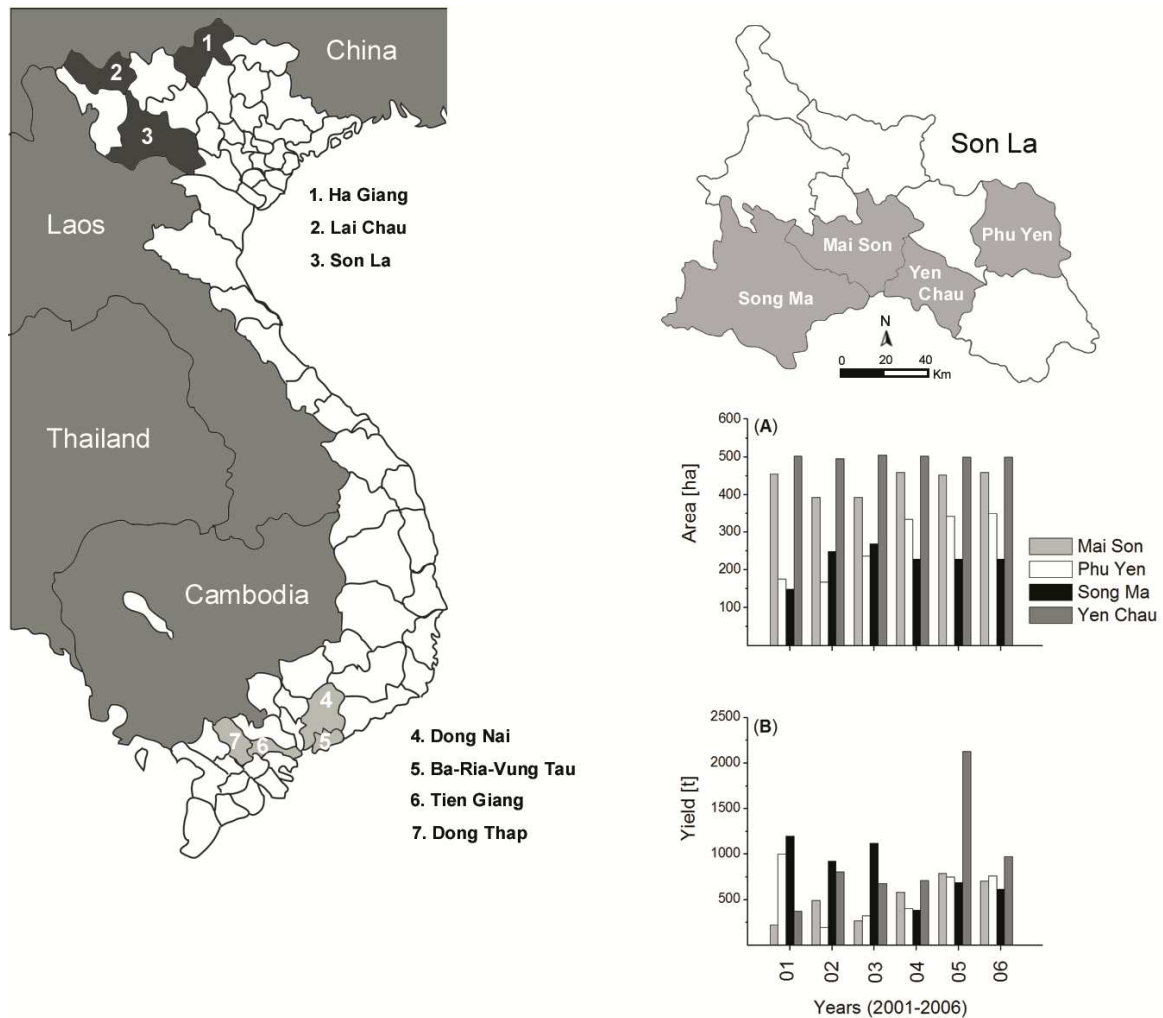 China
Laos
Thailand
Cambodia
1
2
3
1. Ha Giang
2. Lai Chau
3. Son La
4
5
6
7
4. Dong Nai
5. Ba-Ria-Vung Tau
6. Tien Giang
7. Dong Thap
Son La
Phu Yen
Mai Son
Yen
Chau
Song Ma
N
0 20 40
Km
(A)
600
500
400
300
200
100
Area [ha]
Mai Son
Phu Yen
Song Ma
Yen Chau
(B)
2500
2000
1500
1000
500
Yield [t]
01 02 03 04 05 06
Years (2001-2006)